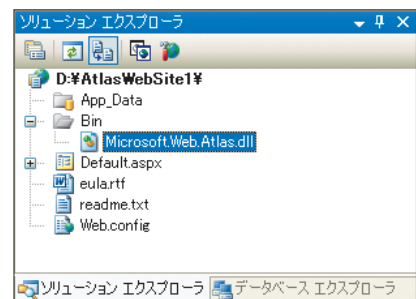 ソリューション エクスプローラ
D:¥AtlasWebSite1¥
App_Data
Bin
Microsoft.Web.Atlas.dll
Default.aspx
eula.rtf
readme.txt
Web.config
ソリューション エクスプローラ データベース エクスプローラ